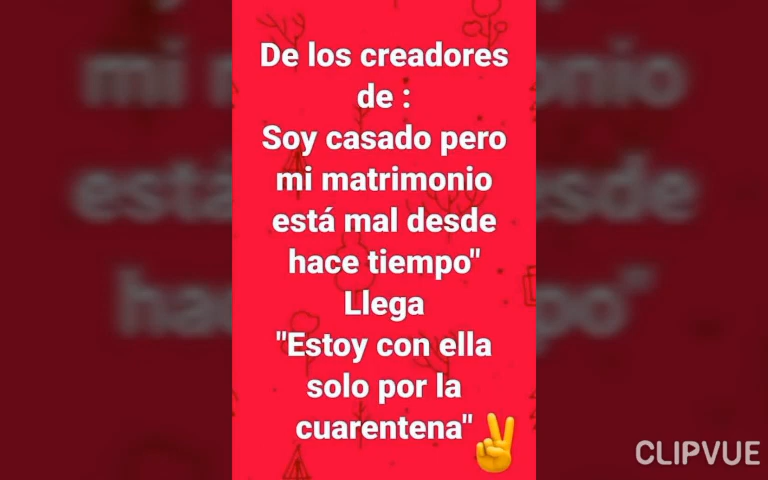 De los creadores
de :
Soy casado pero
mi matrimonio
está mal desde
hace tiempo"
Llega
"Estoy con ella
solo por la
cuarentena"✌
CLIPVUE